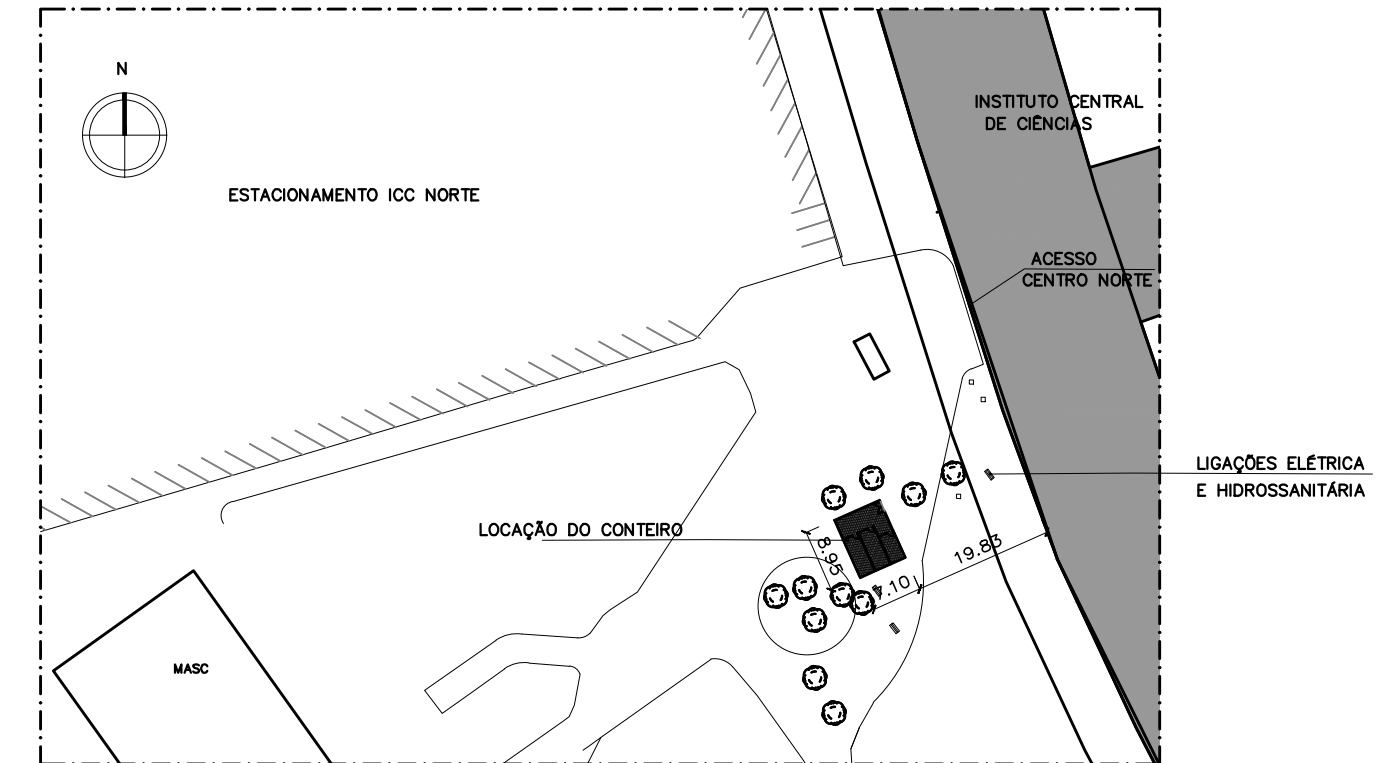 N
INSTITUTO CENTRAL
DE CIÊNCIAS
ESTACIONAMENTO ICC NORTE
ACESSO
CENTRO NORTE
LIGAÇÕES ELÉTRICA
E HIDROSSANITÁRIA
LOCAÇÃO DO CONTEIRO
8.95
19.83
MASC